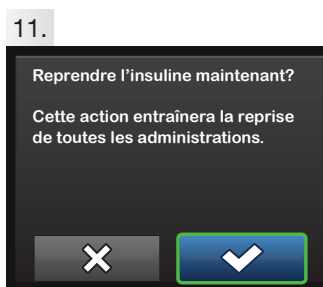 11.
Reprendre l’insuline maintenant?
Cette action entraînera la reprise
de toutes les administrations.